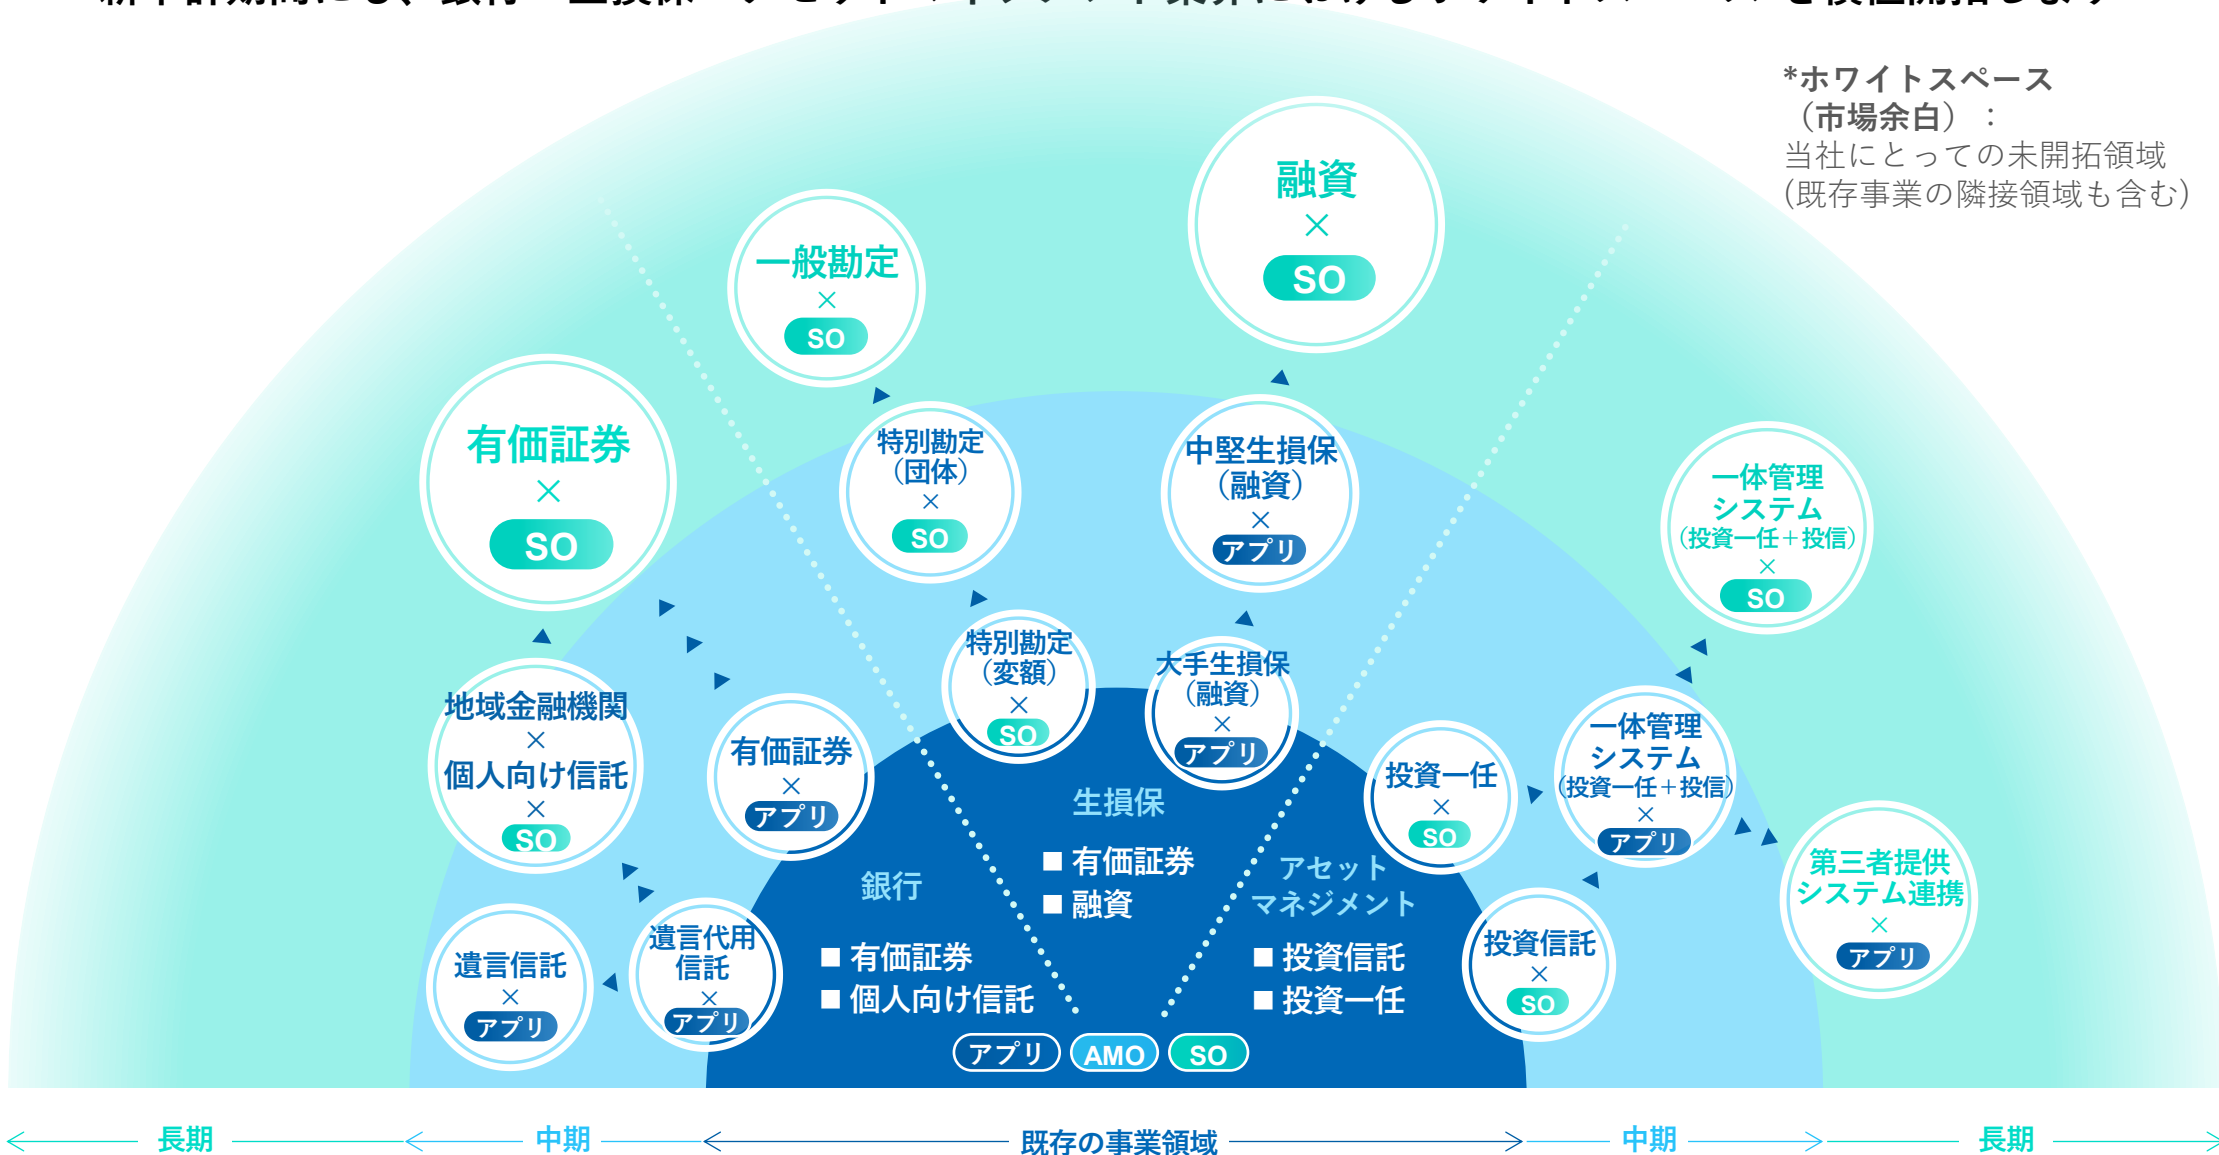 *ホワイトスペース
（市場余白）：
当社にとっての未開拓領域
(既存事業の隣接領域も含む)
融資
×
SO
一般勘定
×
SO
有価証券
×
SO
特別勘定
（団体）
×
SO
中堅生損保
（融資）
×
アプリ
一体管理
システム
（投資一任＋投信）
×
SO
特別勘定
（変額）
×
SO
大手生損保
（融資）
×
アプリ
地域金融機関
×
個人向け信託
×
SO
有価証券
×
アプリ
投資一任
×
SO
一体管理
システム
（投資一任＋投信）
×
アプリ
第三者提供
システム連携
×
アプリ
遺言信託
×
アプリ
遺言代用
信託
×
アプリ
投資信託
×
SO
銀行
■ 有価証券
■ 個人向け信託
生損保
■ 有価証券
■ 融資
アセット
マネジメント
■ 投資信託
■ 投資一任
アプリ AMO SO
長期 中期 既存の事業領域 中期 長期